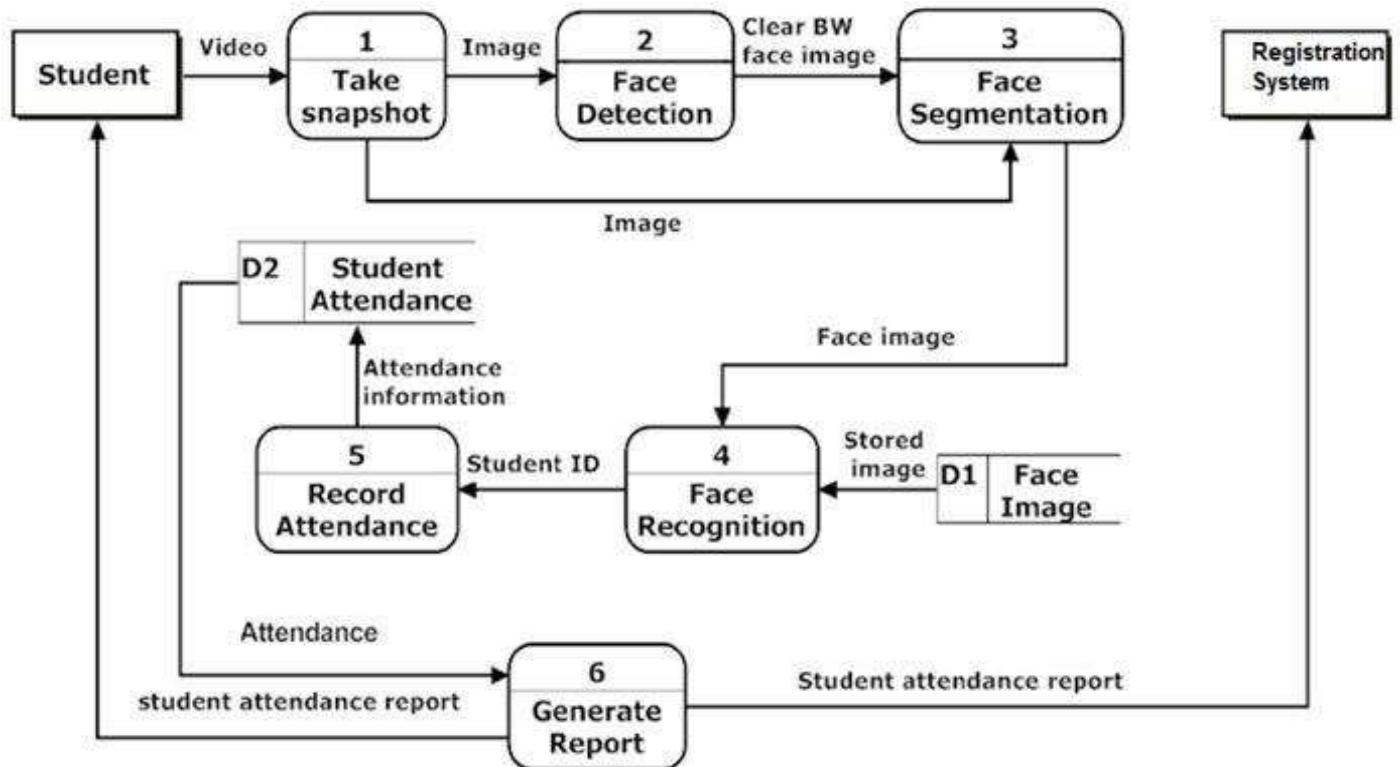 Student
Video
1
Take
snapshot
Image
2
Face
Detection
Clear BW
face image
3
Face
Segmentation
Registration
System
Image
D2
Student
Attendance
Face image
Attendance
information
5
Record
Attendance
Student ID
4
Face
Recognition
Stored
image
D1
Face
Image
Attendance
student attendance report
6
Generate
Report
Student attendance report